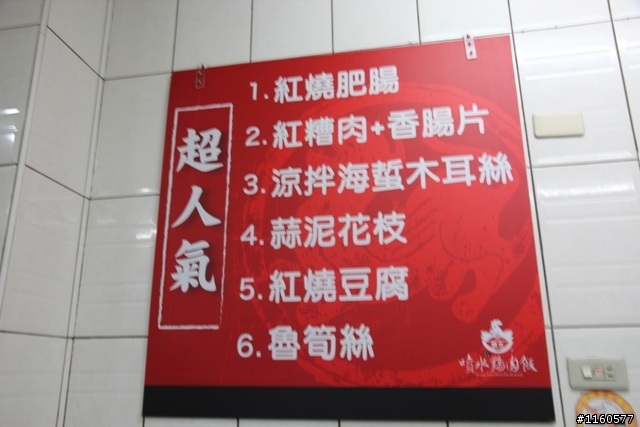 超人氣
1. 紅燒肥腸
2. 紅糟肉+香腸片
3. 涼拌海蜇木耳絲
4. 蒜泥花枝
5. 紅燒豆腐
6. 魯筍絲
噴水雞肉飯
#1160577